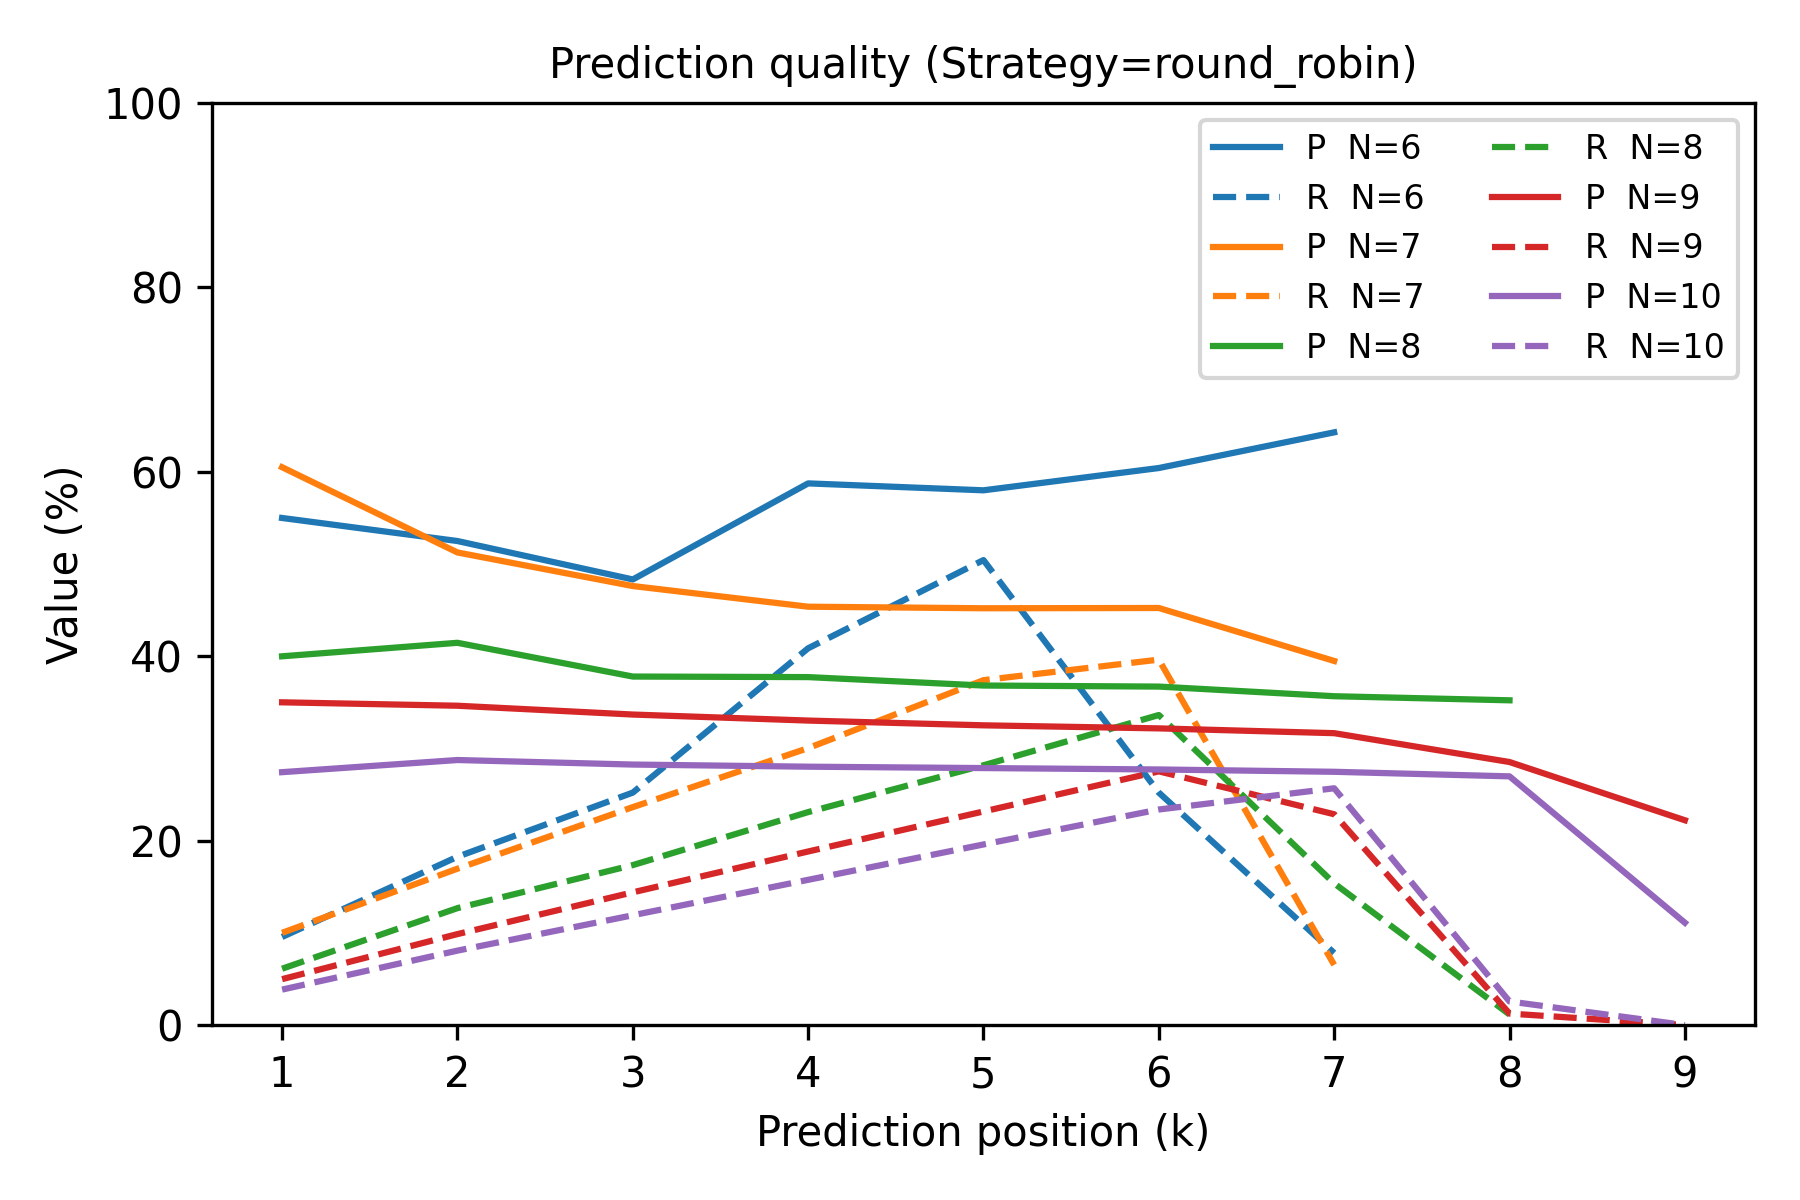 Prediction quality (Strategy=round_robin)
100
80
60
40
20
0
Value (%)
P N=6
R N=6
P N=7
R N=7
P N=8
R N=8
P N=9
R N=9
P N=10
R N=10
1 2 3 4 5 6 7 8 9
Prediction position (k)